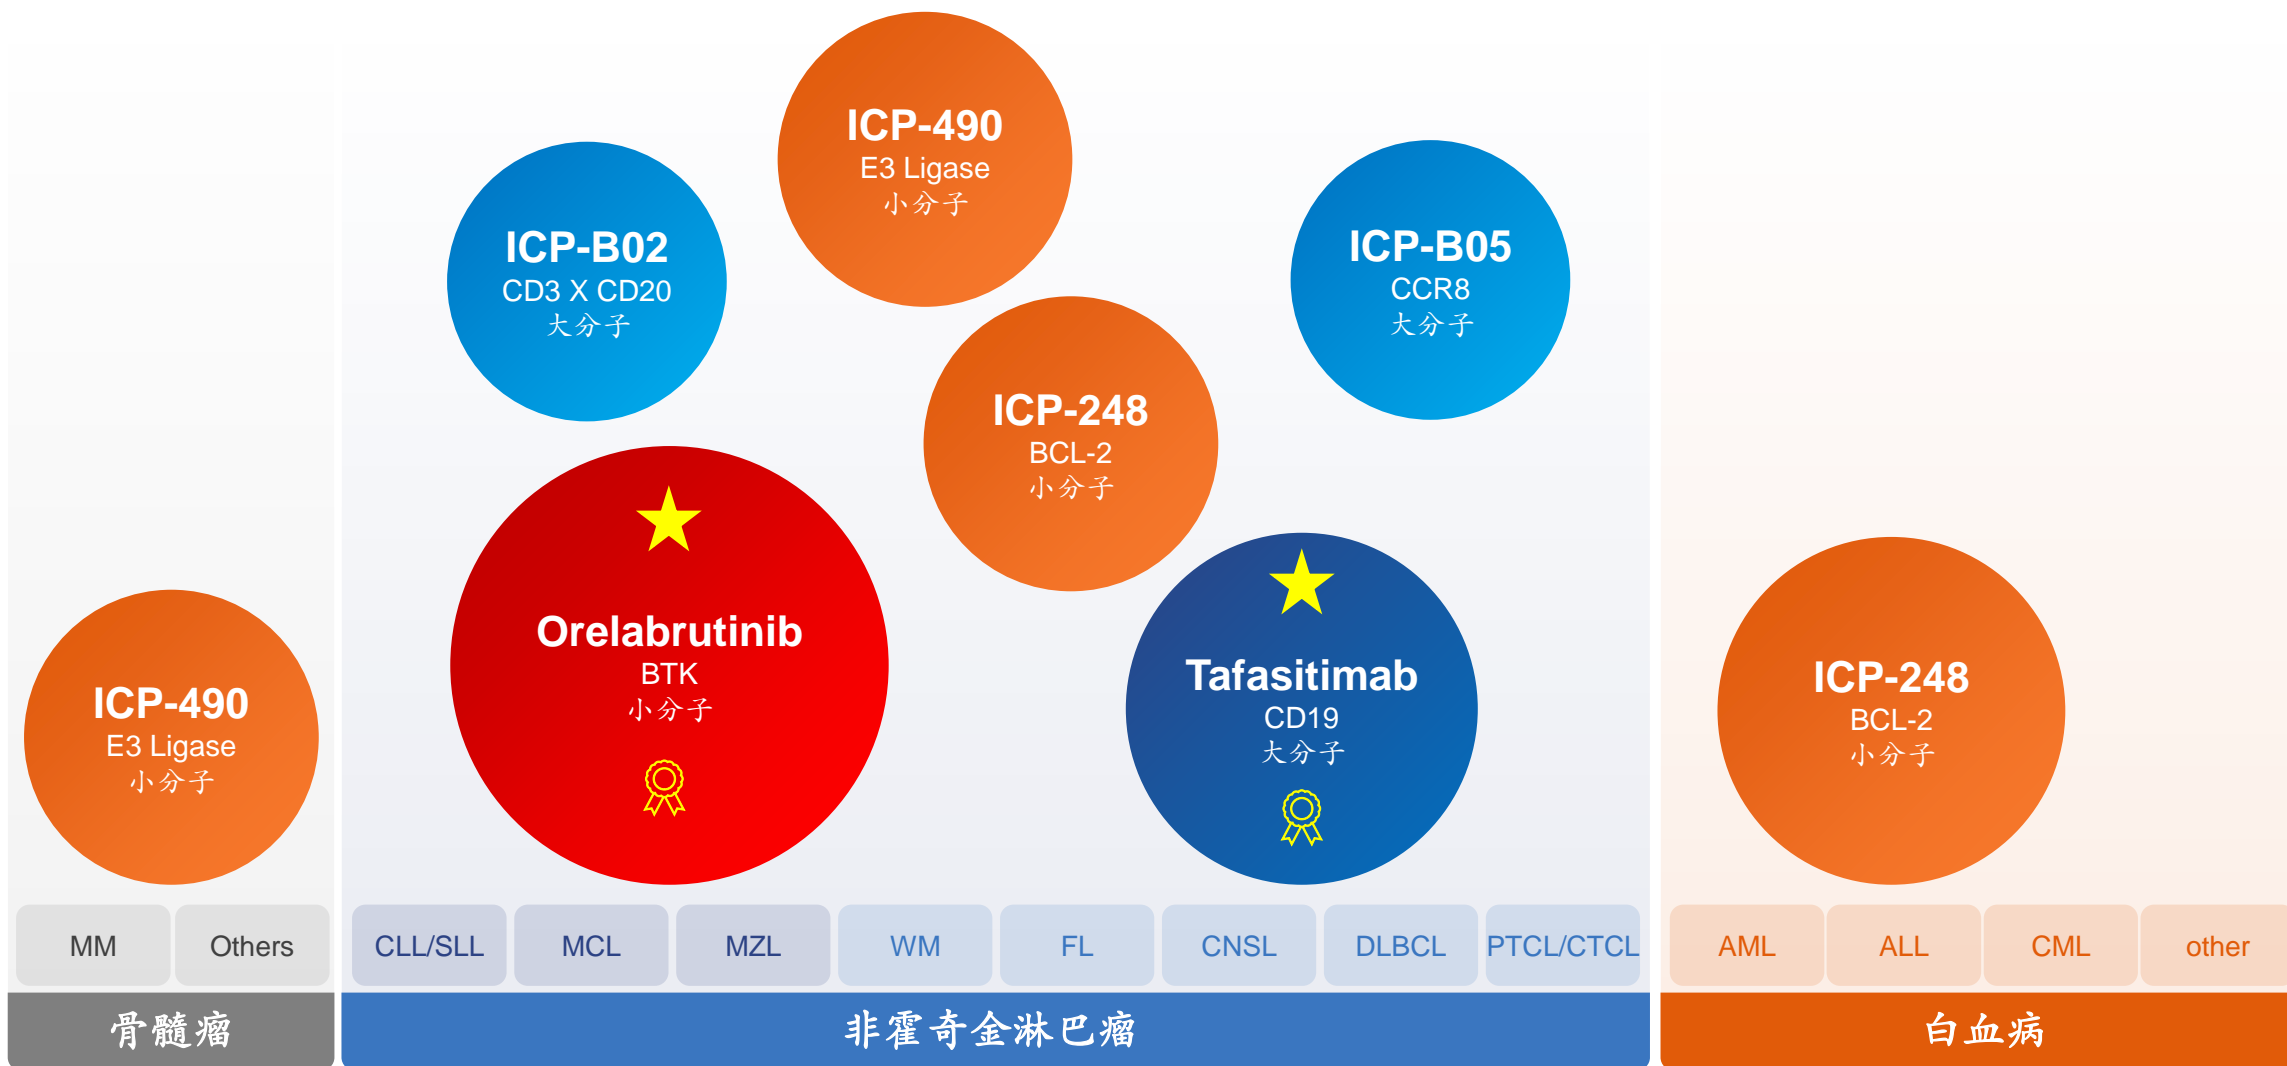 ICP-490
E3 Ligase
小分子
ICP-B02
CD3 X CD20
大分子
ICP-B05
CCR8
大分子
ICP-248
BCL-2
小分子
Orelabrutinib
BTK
小分子
Tafasitimab
CD19
大分子
ICP-490
E3 Ligase
小分子
ICP-248
BCL-2
小分子
MM
Others
CLL/SLL
MCL
MZL
WM
FL
CNSL
DLBCL
PTCL/CTCL
AML
ALL
CML
other
骨髓瘤
非霍奇金淋巴瘤
白血病